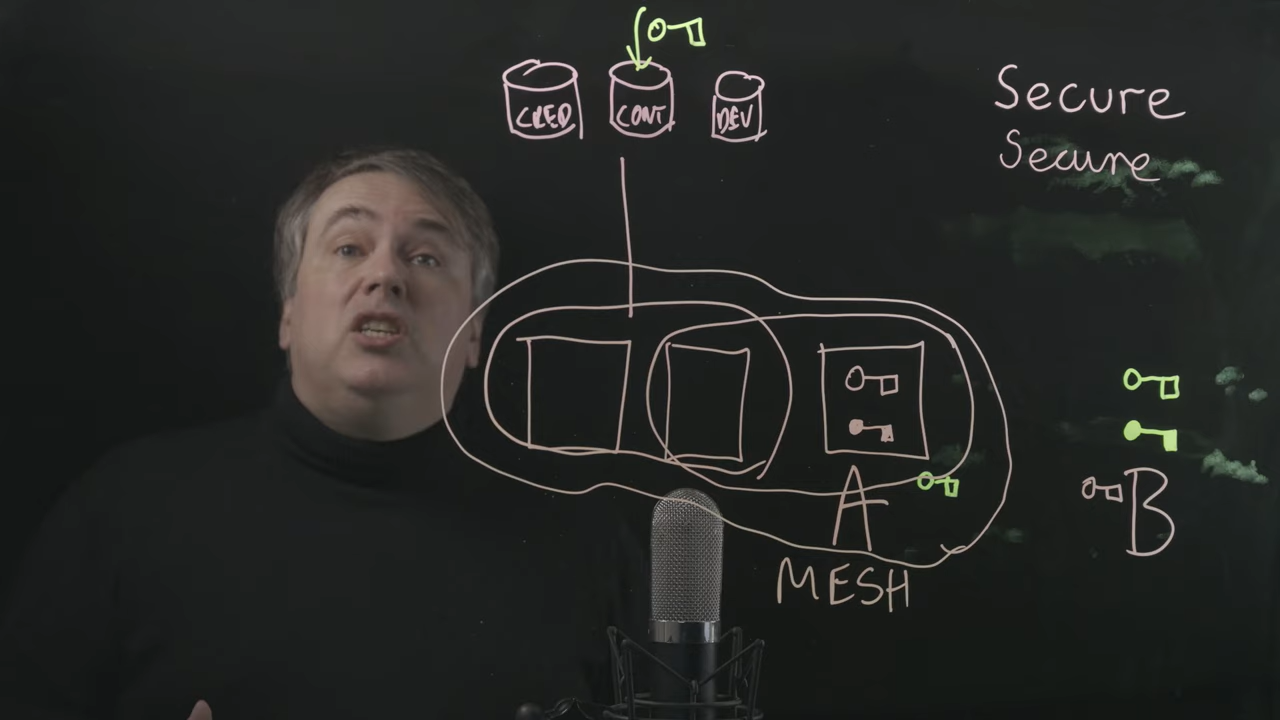 CRED CONT DEV
Secure
Secure
A
B
MESH